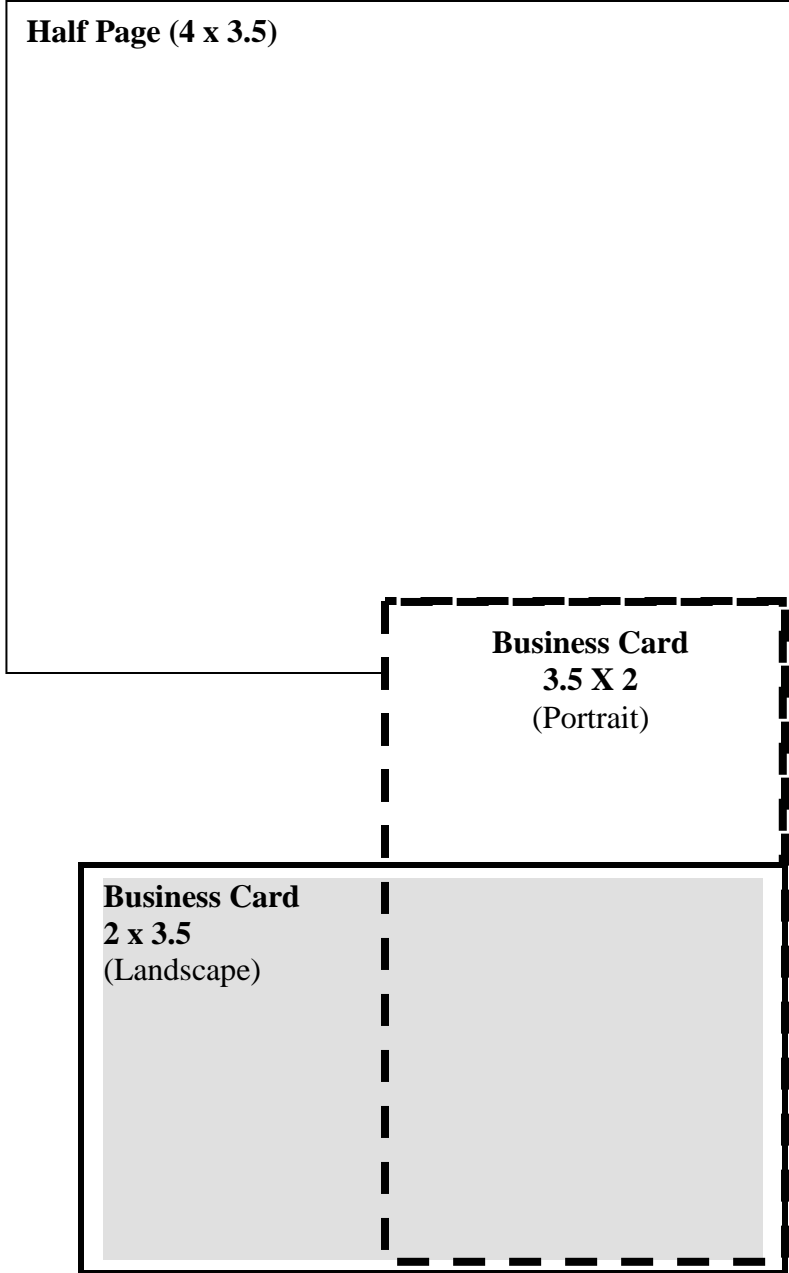 Half Page (4 x 3.5)
Business Card
3.5 X 2
(Portrait)
Business Card
2 x 3.5
(Landscape)